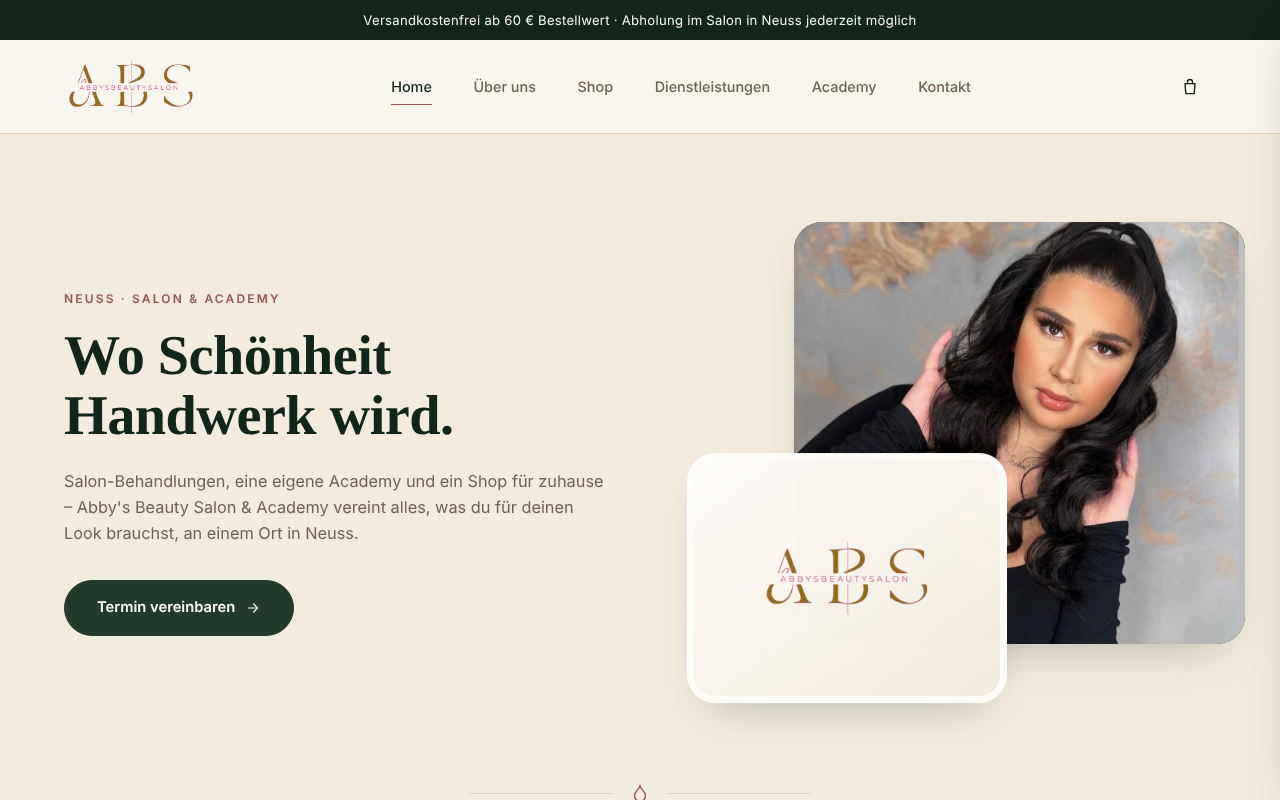 Versandkostenfrei ab 60 € Bestellwert · Abholung im Salon in Neuss jederzeit möglich
ABS
ABBYSBEAUTYSALON
Home
Über uns
Shop
Dienstleistungen
Academy
Kontakt
NEUSS · SALON & ACADEMY
Wo Schönheit
Handwerk wird.
Salon-Behandlungen, eine eigene Academy und ein Shop für zuhause
– Abby's Beauty Salon & Academy vereint alles, was du für deinen
Look brauchst, an einem Ort in Neuss.
Termin vereinbaren →
ABS
ABBYSBEAUTYSALON